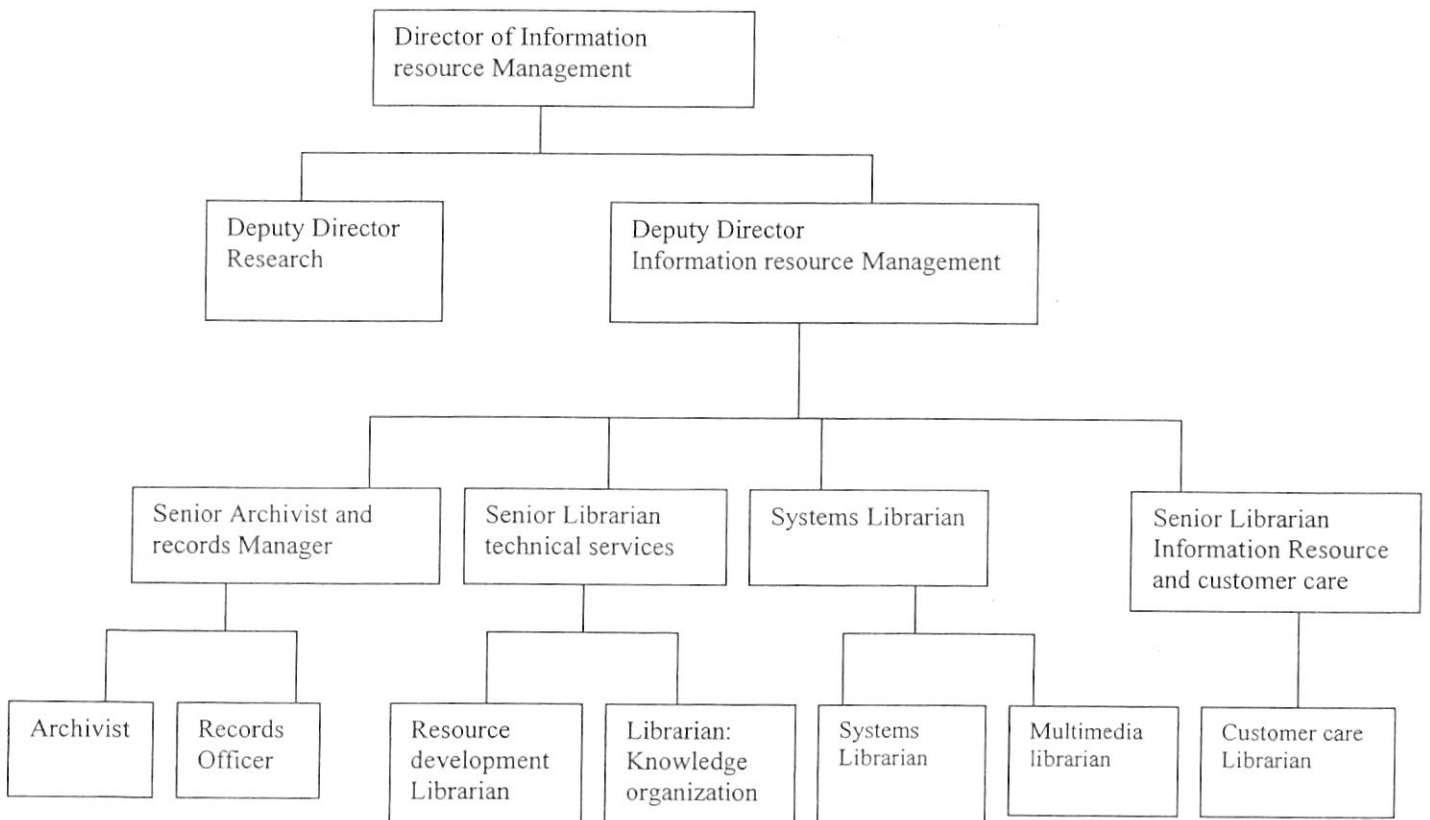 Director of Information
resource Management
Deputy Director
Research
Deputy Director
Information resource Management
Senior Archivist and
records Manager
Senior Librarian
technical services
Systems Librarian
Senior Librarian
Information Resource
and customer care
Archivist
Records
Officer
Resource
development
Librarian
Librarian:
Knowledge
organization
Systems
Librarian
Multimedia
librarian
Customer care
Librarian